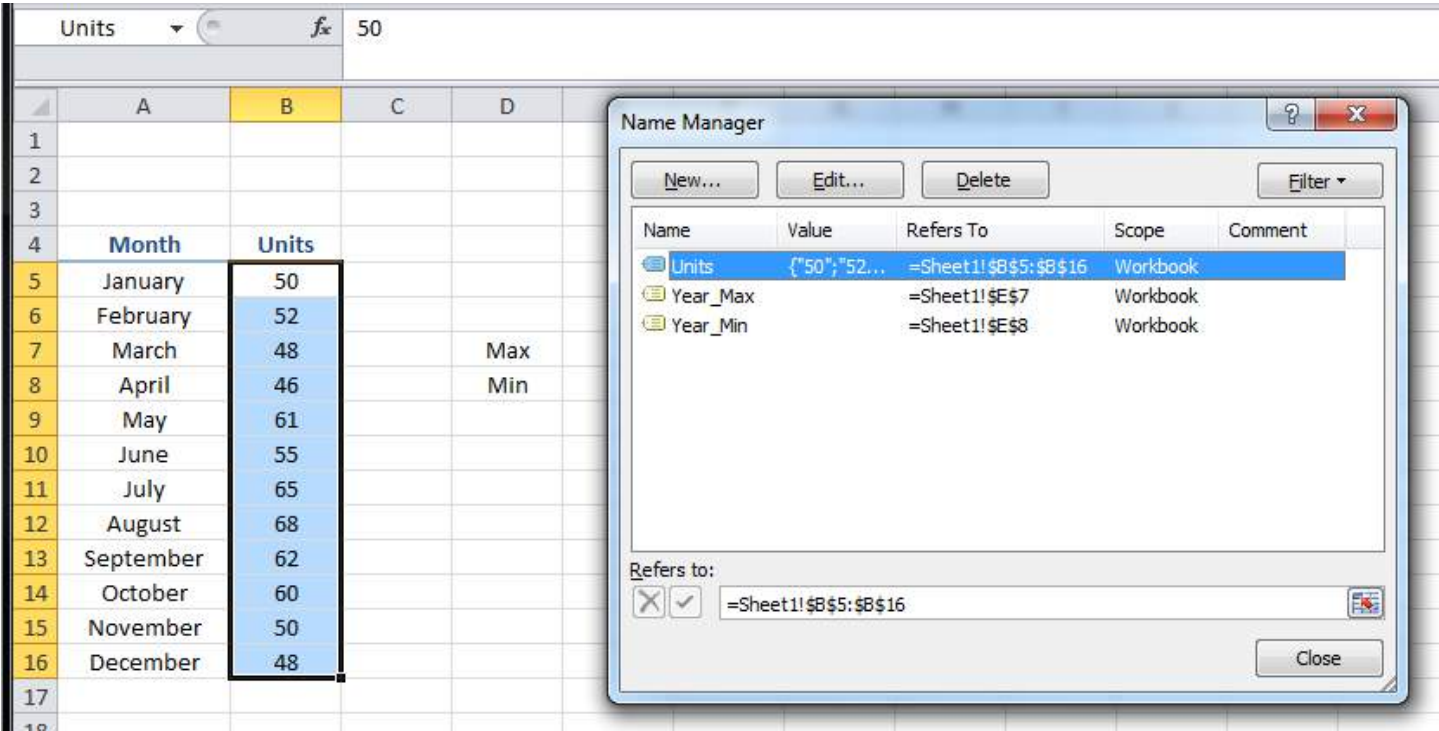 Units fx 50
A B C D
1
2
3
4 Month Units
5 January 50
6 February 52
7 March 48 Max
8 April 46 Min
9 May 61
10 June 55
11 July 65
12 August 68
13 September 62
14 October 60
15 November 50
16 December 48
17
18
Name Manager ? X
New... Edit... Delete Filter
Name Value Refers To Scope Comment
Units {"50";"52... =Sheet1!$B$5:$B$16 Workbook
Year_Max =Sheet1!$E$7 Workbook
Year_Min =Sheet1!$E$8 Workbook
Refers to:
=Sheet1!$B$5:$B$16
Close